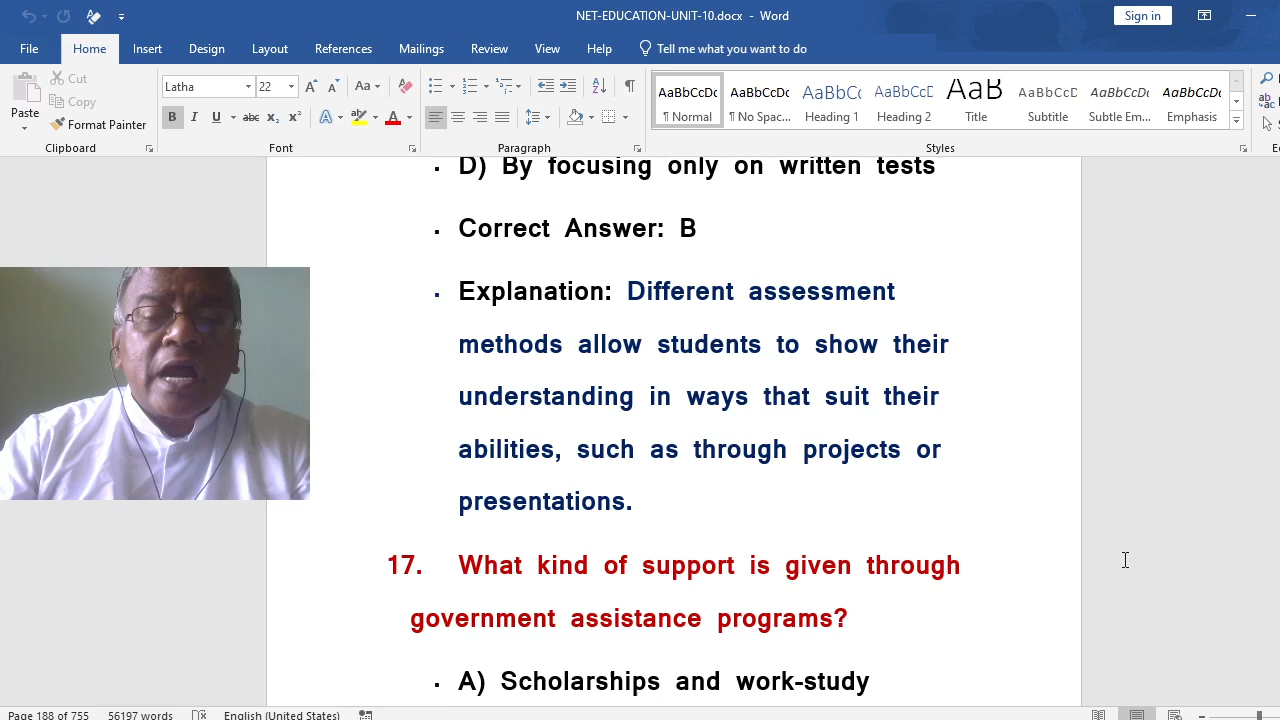 NET-EDUCATION-UNIT-10.docx - Word
Sign in
File Home Insert Design Layout References Mailings Review View Help Tell me what you want to do
Cut
Copy
Paste
Format Painter
Clipboard
Latha 22
Font
Paragraph
AaBbCcDc AaBbCcDc AaBbCc AaBbCcD AaB AaBbCcD AaBbCcDc AaBbCcDc
¶ Normal ¶ No Spac... Heading 1 Heading 2 Title Subtitle Subtle Em... Emphasis
Styles
D) By focusing only on written tests
Correct Answer: B
Explanation: Different assessment
methods allow students to show their
understanding in ways that suit their
abilities, such as through projects or
presentations.
17. What kind of support is given through
government assistance programs?
A) Scholarships and work-study
Page 188 of 755 56197 words English (United States)